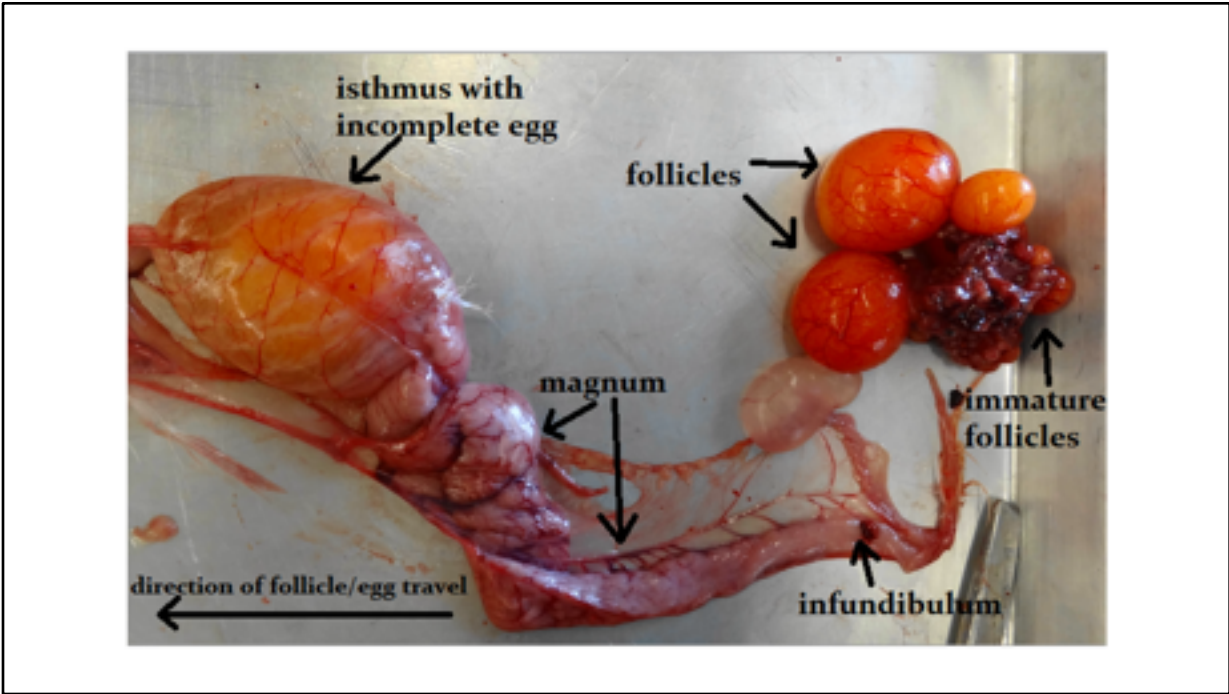 isthmus with
incomplete egg
follicles
magnum
immature
follicles
direction of follicle/egg travel
infundibulum